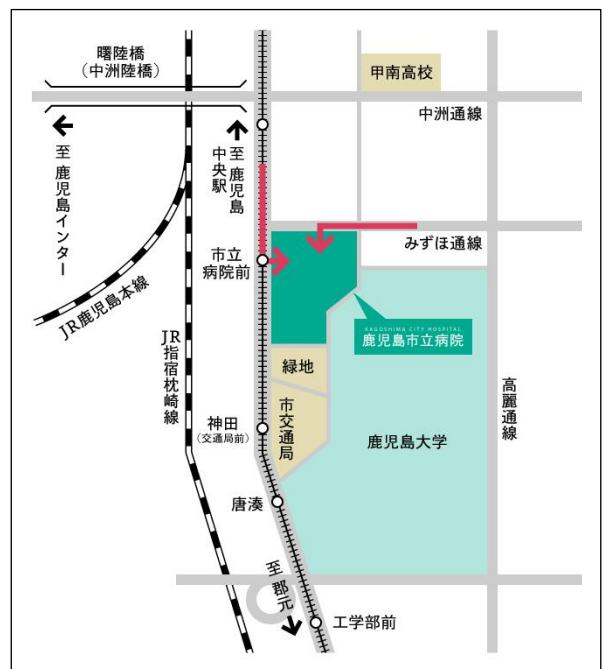 曙陸橋
（中洲陸橋）
甲南高校
中洲通線
至 鹿児島インター
至 鹿児島
中央駅
みずほ通線
市立
病院前
JR鹿児島本線
KAGOSHIMA CITY HOSPITAL
鹿児島市立病院
JR指宿枕崎線
緑地
高麗通線
神田
（交通局前）
市交通局
鹿児島大学
唐湊
至 郡元
工学部前